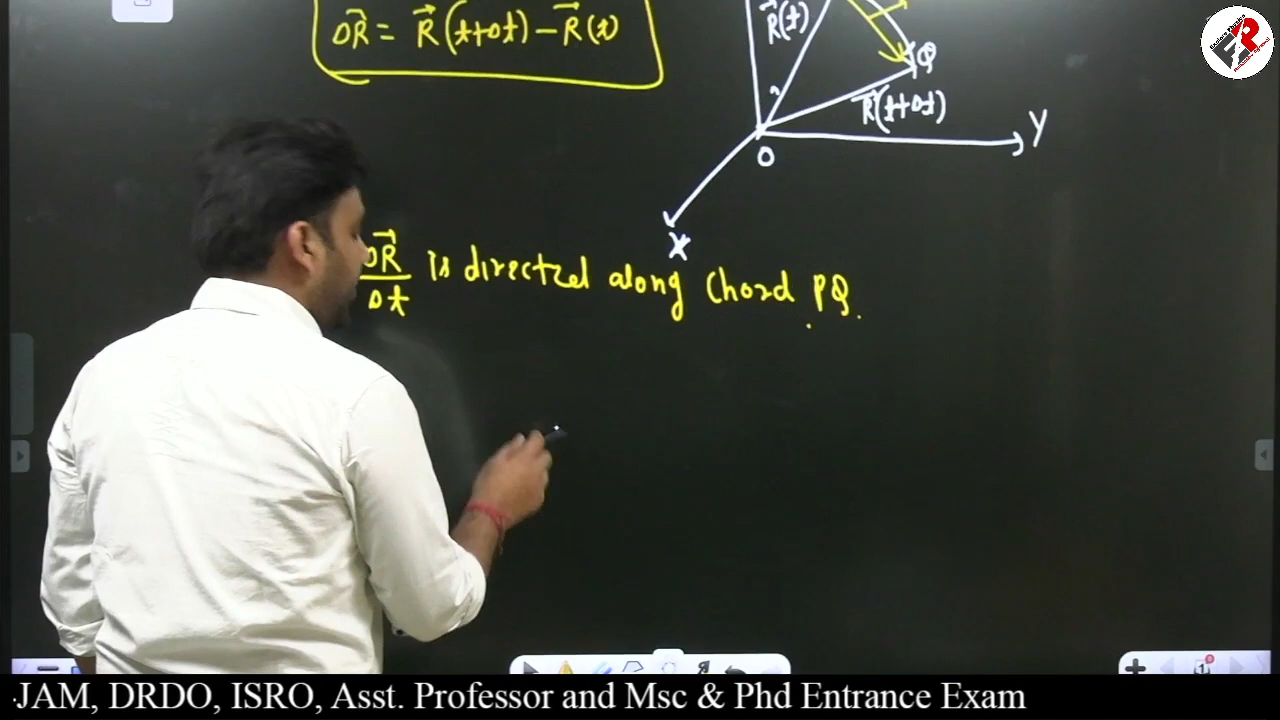 ΔR⃗ = R⃗(t+Δt) – R⃗(t)
R⃗(t)
Q
R⃗(t+Δt)
Y
O
X
ΔR⃗/Δt is directed along Chord PQ.
1
JAM, DRDO, ISRO, Asst. Professor and Msc & Phd Entrance Exam